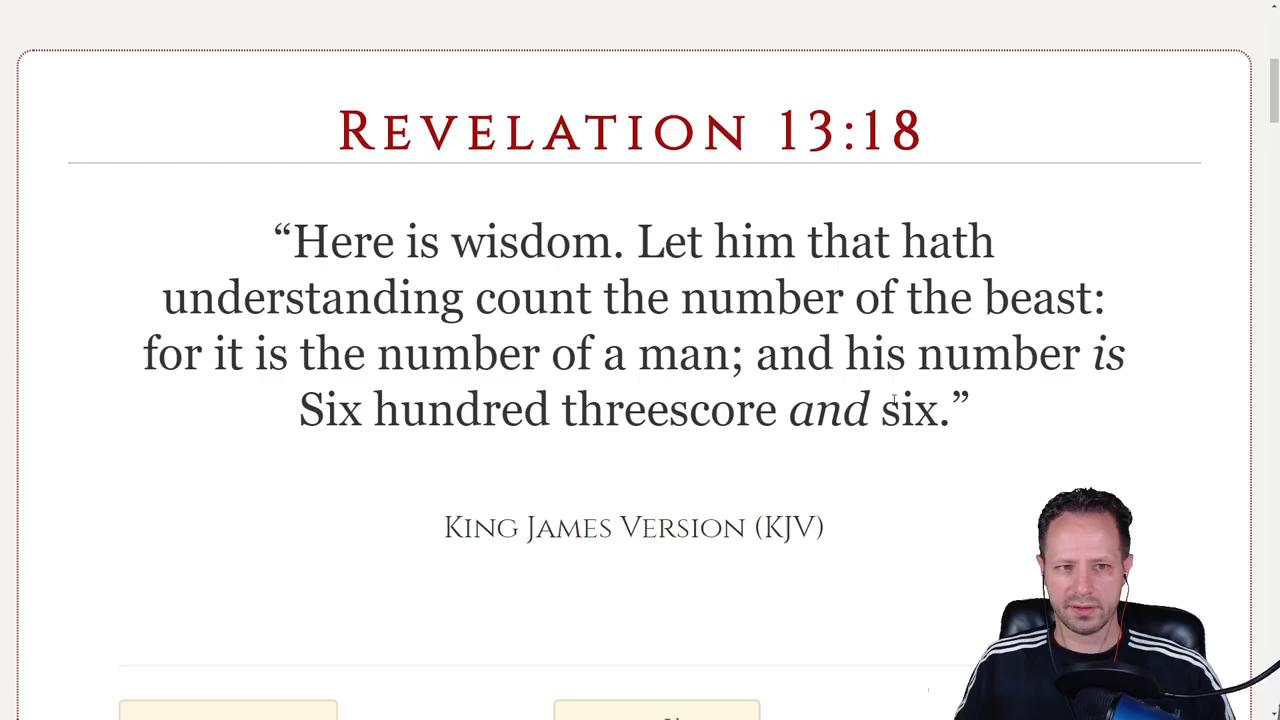 Revelation 13:18
“Here is wisdom. Let him that hath
understanding count the number of the beast:
for it is the number of a man; and his number is
Six hundred threescore and six.”
King James Version (KJV)